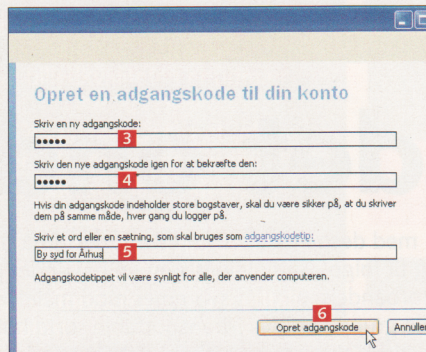 Opret en adgangskode til din konto
Skriv en ny adgangskode:
••••• 3
Skriv den nye adgangskode igen for at bekræfte den:
••••• 4
Hvis din adgangskode indeholder store bogstaver, skal du være sikker på, at du skriver
dem på samme måde, hver gang du logger på.
Skriv et ord eller en sætning, som skal bruges som adgangskodetip:
By syd for Århus 5
Adgangskodetippet vil være synligt for alle, der anvender computeren.
6
Opret adgangskode